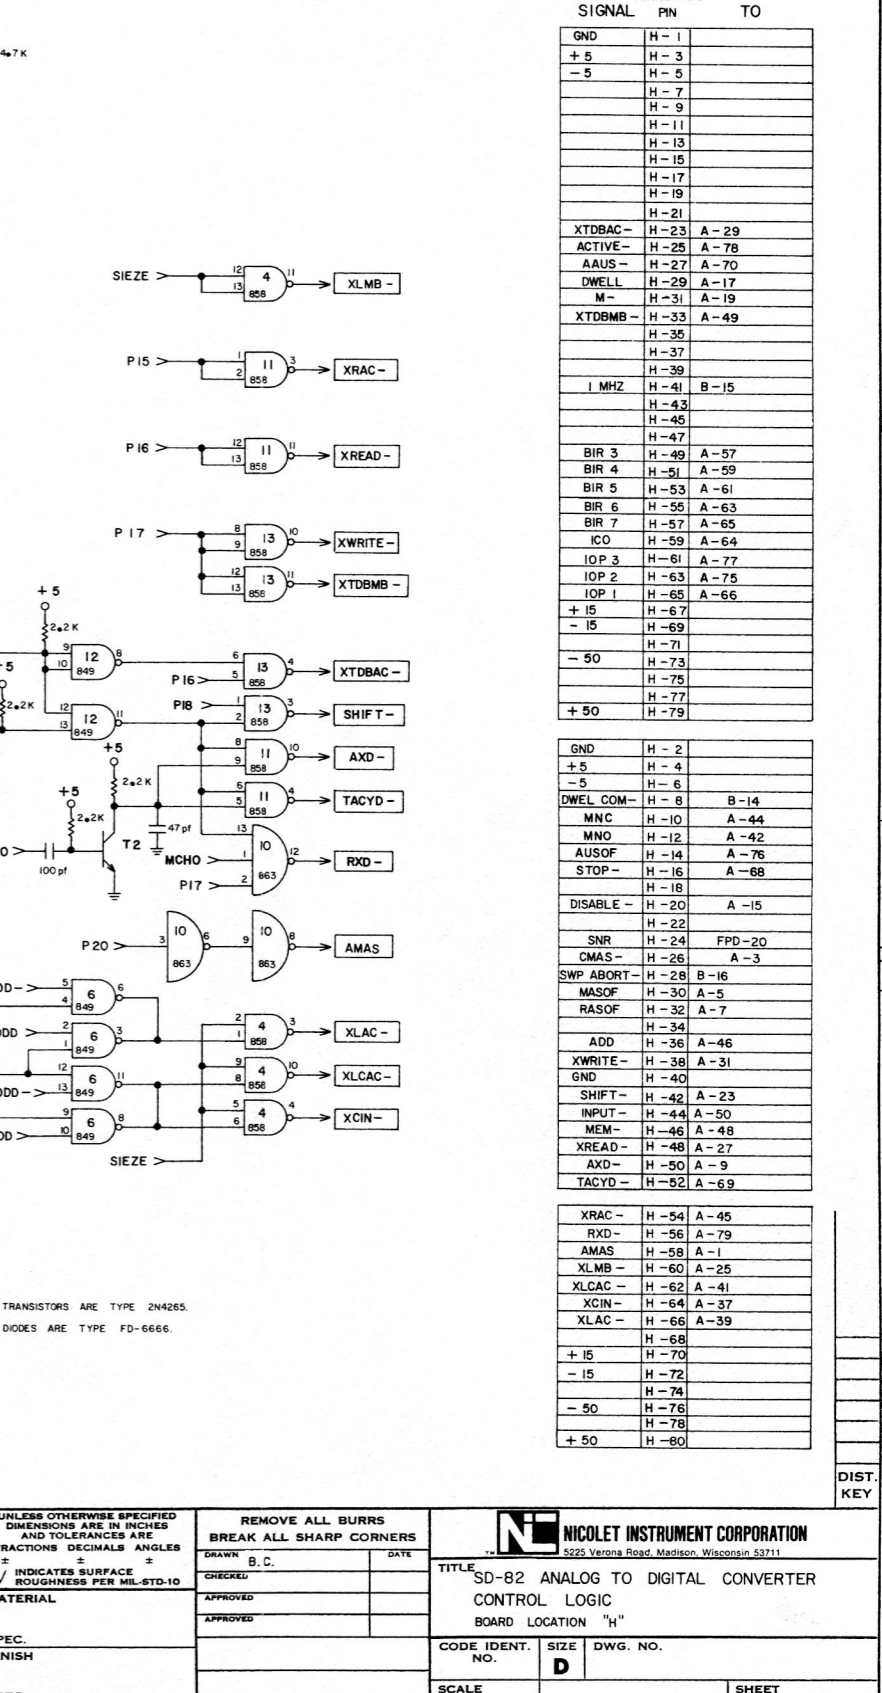 SIGNAL PIN TO
GND H-1
+5 H-3
-5 H-5
H-7
H-9
H-11
H-13
H-15
H-17
H-19
H-21
XTDBAC- H-23 A-29
ACTIVE- H-25 A-78
AAUS- H-27 A-70
DWELL H-29 A-17
M- H-31 A-19
XTDBMB- H-33 A-49
H-35
H-37
H-39
1 MHZ H-41 B-15
H-43
H-45
H-47
BIR 3 H-49 A-57
BIR 4 H-51 A-59
BIR 5 H-53 A-61
BIR 6 H-55 A-63
BIR 7 H-57 A-65
ICO H-59 A-64
IOP 3 H-61 A-77
IOP 2 H-63 A-75
IOP 1 H-65 A-66
+15 H-67
-15 H-69
H-71
-50 H-73
H-75
H-77
+50 H-79
GND H-2
+5 H-4
-5 H-6
DWEL COM- H-8 B-14
MNC H-10 A-44
MNO H-12 A-42
AUSOF H-14 A-76
STOP- H-16 A-68
H-18
DISABLE- H-20 A-15
H-22
SNR H-24 FPD-20
CMAS- H-26 A-3
SWP ABORT- H-28 B-16
MASOF H-30 A-5
RASOF H-32 A-7
H-34
ADD H-36 A-46
XWRITE- H-38 A-31
GND H-40
SHIFT- H-42 A-23
INPUT- H-44 A-50
MEM- H-46 A-48
XREAD- H-48 A-27
AXD- H-50 A-9
TACYD- H-52 A-69
XRAC- H-54 A-45
RXD- H-56 A-79
AMAS H-58 A-1
XLMB- H-60 A-25
XLCAC- H-62 A-41
XCIN- H-64 A-37
XLAC- H-66 A-39
H-68
+15 H-70
-15 H-72
H-74
-50 H-76
H-78
+50 H-80
4.7K
SIEZE 12 13 4 858 11 XLMB-
P15 1 2 11 858 3 XRAC-
P16 12 13 11 858 11 XREAD-
P17 8 9 13 858 10 XWRITE-
12 13 13 858 11 XTDBMB-
+5
2.2K
9 10 12 849 8
6 P16 5 13 858 4 XTDBAC-
+5
2.2K
12 13 12 849 11
P18 1 2 13 858 3 SHIFT-
8 9 11 858 10 AXD-
+5
2.2K
6 5 11 858 4 TACYD-
+5
2.2K
T2
47pf
100pf
13 MCHO 1 P17 2 10 863 12 RXD-
P20 3 10 863 6 9 10 863 8 AMAS
5 4 6 849 6
2 1 6 849 3
12 13 6 849 11
9 10 6 849 8
2 1 4 858 3 XLAC-
9 8 4 858 10 XLCAC-
5 6 4 858 4 XCIN-
SIEZE
TRANSISTORS ARE TYPE 2N4265.
DIODES ARE TYPE FD-6666.
DIST.
KEY
UNLESS OTHERWISE SPECIFIED
DIMENSIONS ARE IN INCHES
AND TOLERANCES ARE
DECIMALS ANGLES
± ± ±
INDICATES SURFACE
ROUGHNESS PER MIL-STD-10
REMOVE ALL BURRS
BREAK ALL SHARP CORNERS
DRAWN B.C. DATE
CHECKED
APPROVED
APPROVED
NICOLET INSTRUMENT CORPORATION
5225 Verona Road, Madison, Wisconsin 53711
TITLE
SD-82 ANALOG TO DIGITAL CONVERTER
CONTROL LOGIC
BOARD LOCATION "H"
CODE IDENT. NO. SIZE D DWG. NO.
SCALE SHEET